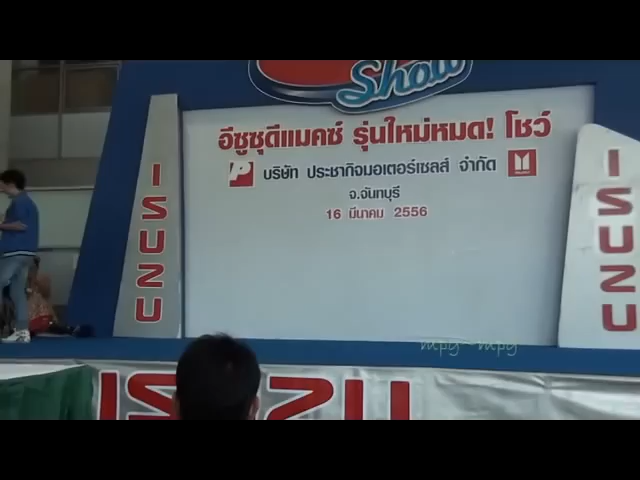 Show
อีซูซุดีแมคซ์ รุ่นใหม่หมด! โชว์
P บริษัท ประชากิจมอเตอร์เซลส์ จำกัด
จ.จันทบุรี
16 มีนาคม 2556
ISUZU
ISUZU
mpg~mpg
ISUZU